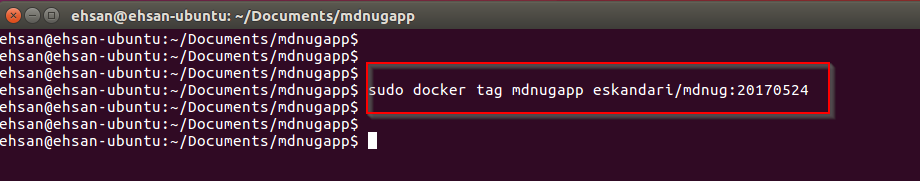 ehsan@ehsan-ubuntu: ~/Documents/mdnugapp
ehsan@ehsan-ubuntu:~/Documents/mdnugapp$
ehsan@ehsan-ubuntu:~/Documents/mdnugapp$
ehsan@ehsan-ubuntu:~/Documents/mdnugapp$
ehsan@ehsan-ubuntu:~/Documents/mdnugapp$ sudo docker tag mdnugapp eskandari/mdnug:20170524
ehsan@ehsan-ubuntu:~/Documents/mdnugapp$
ehsan@ehsan-ubuntu:~/Documents/mdnugapp$
ehsan@ehsan-ubuntu:~/Documents/mdnugapp$